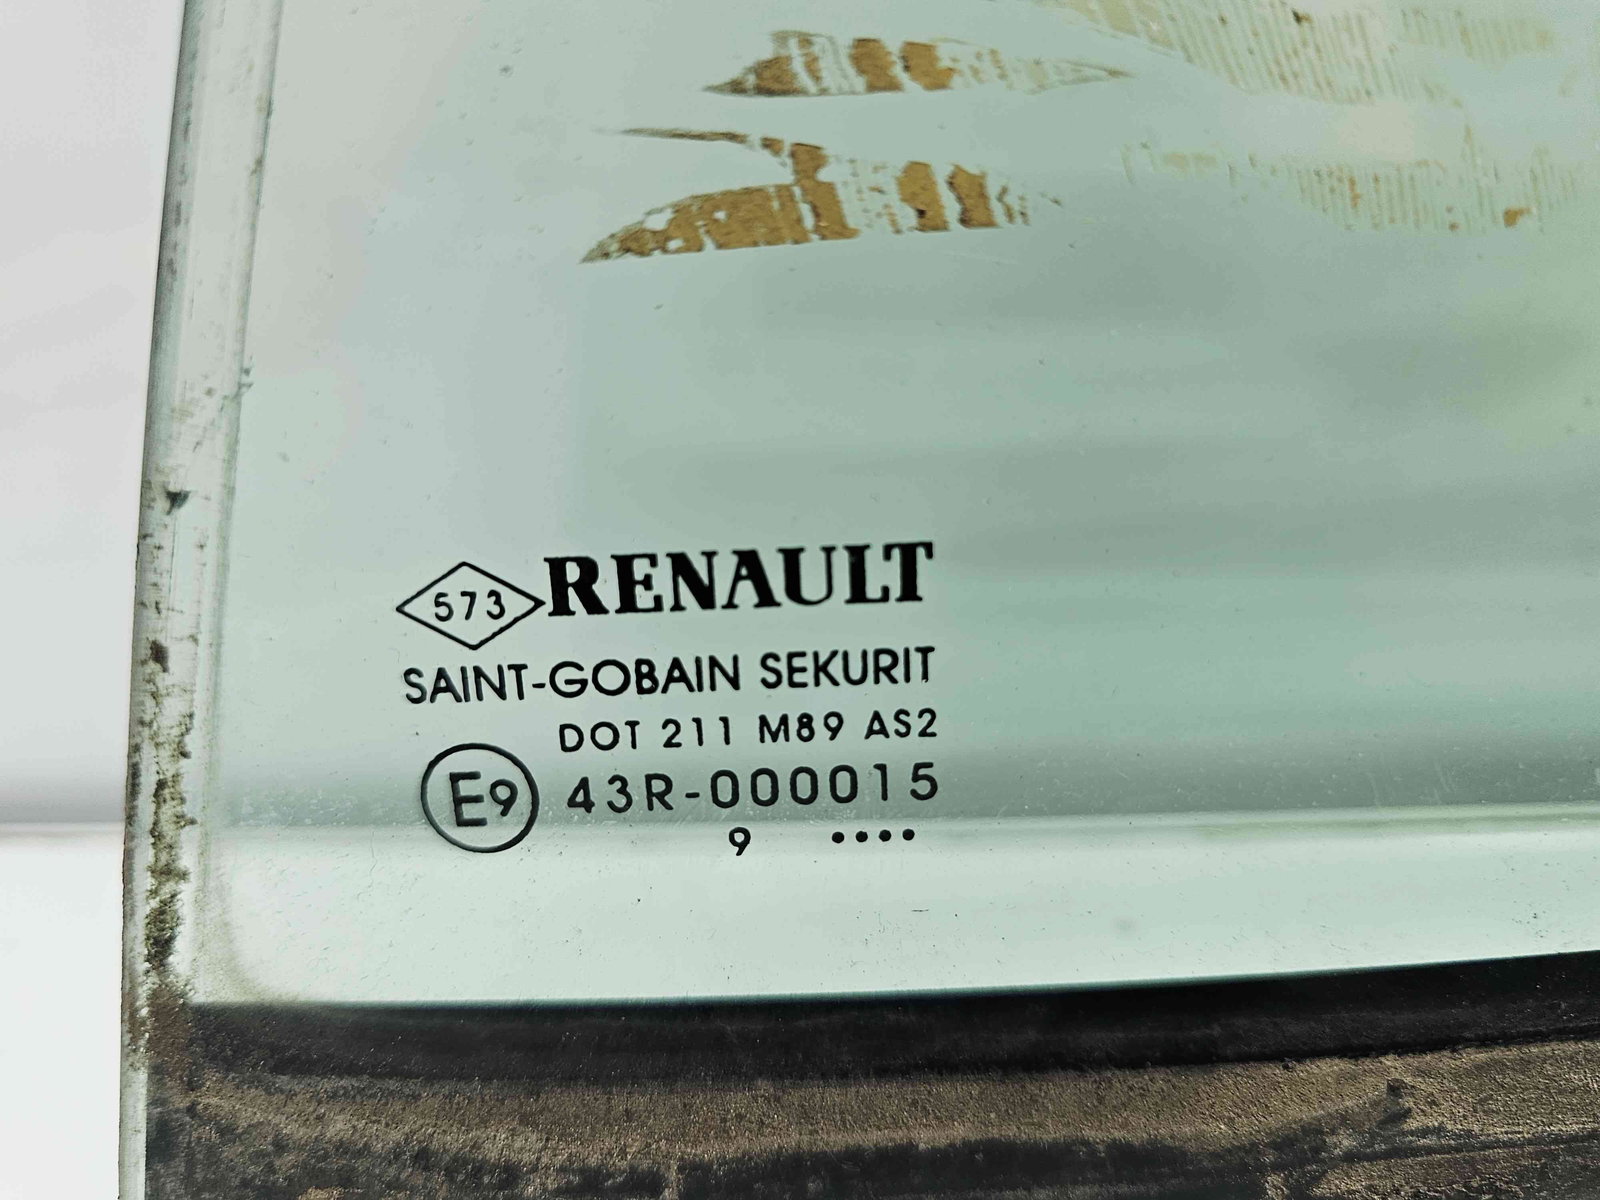 573 RENAULT
SAINT-GOBAIN SEKURIT
DOT 211 M89 AS2
E9 43R-000015
9 ••••